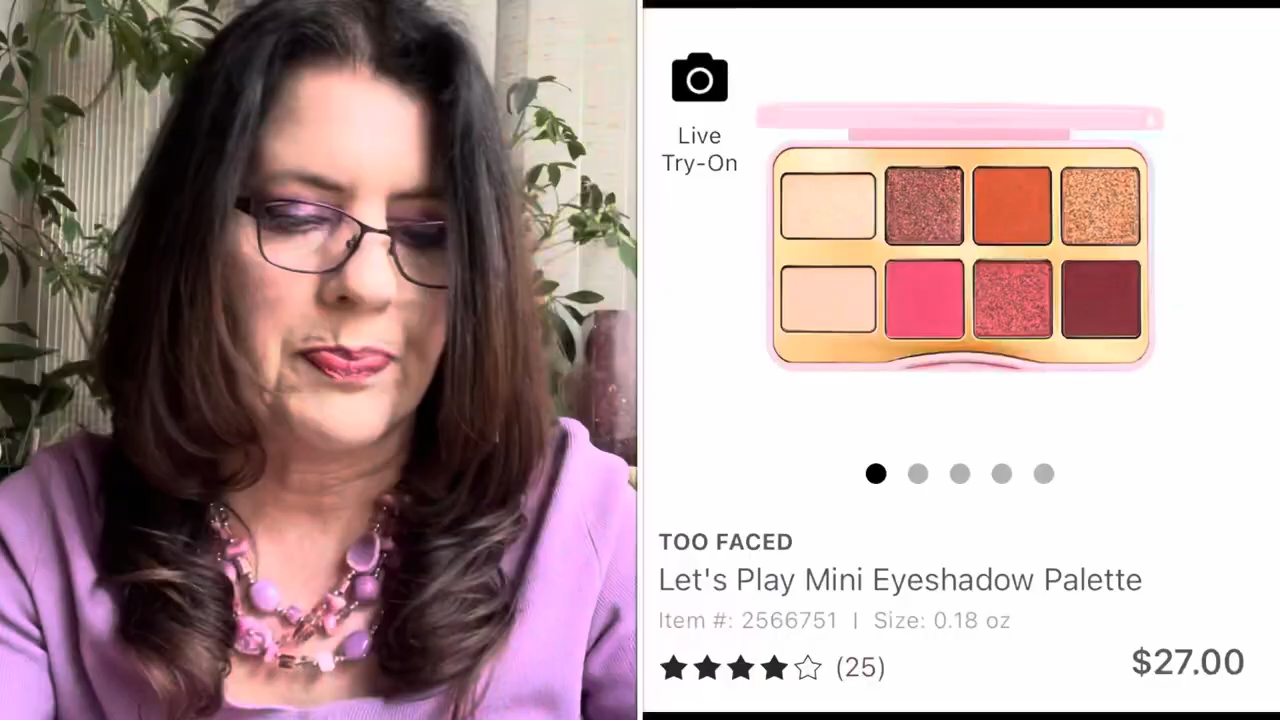 Live
Try-On
TOO FACED
Let's Play Mini Eyeshadow Palette
Item #: 2566751 | Size: 0.18 oz
(25)
$27.00